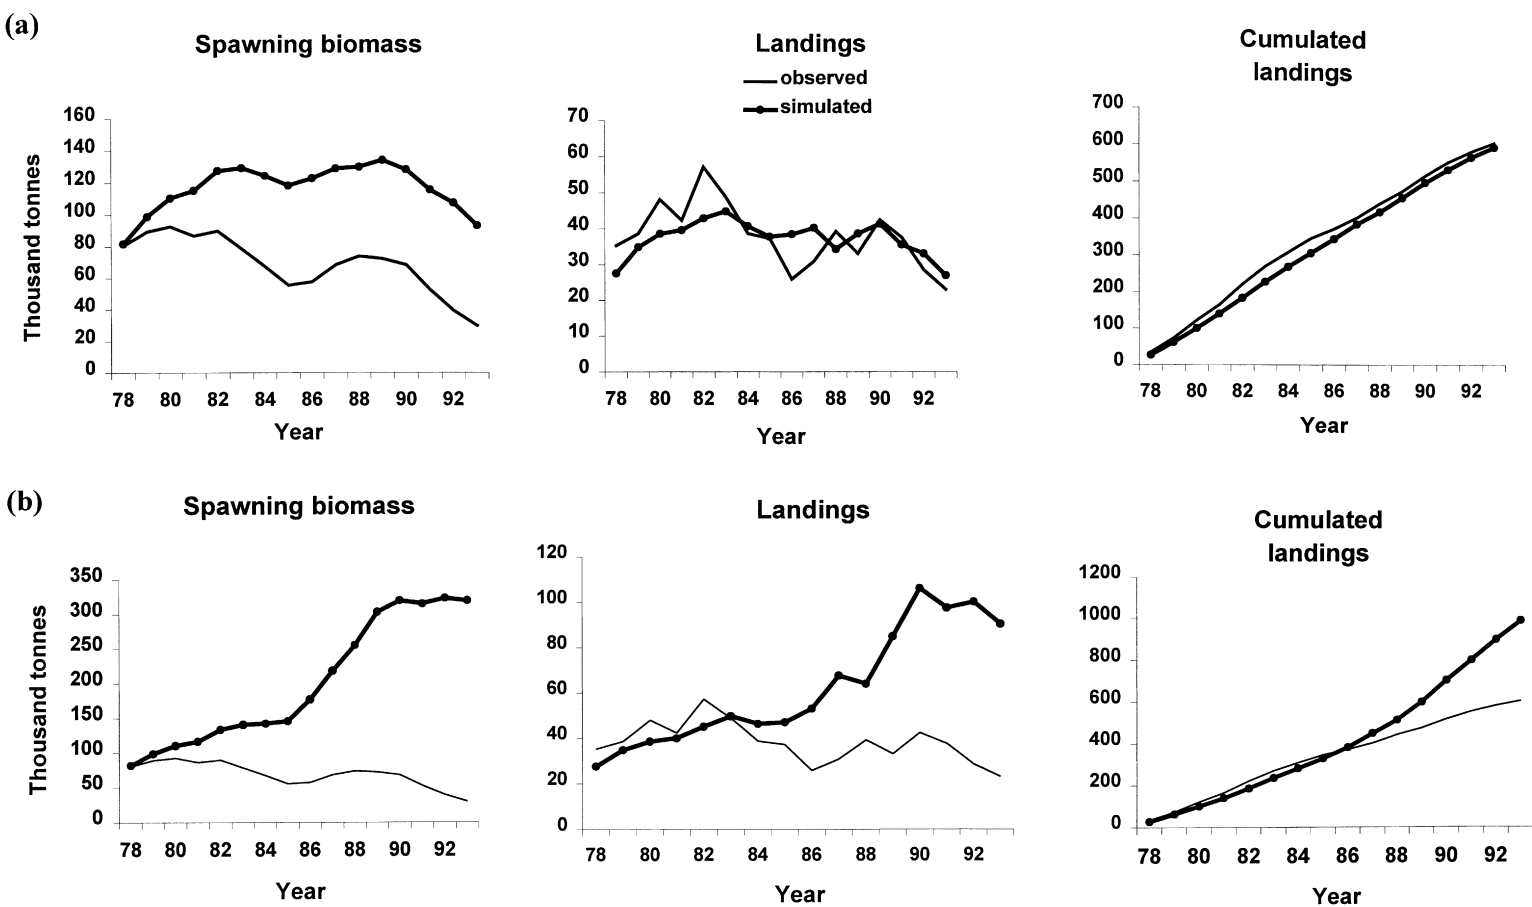 (a)
Spawning biomass
Thousand tonnes
160
140
120
100
80
60
40
20
0
78 80 82 84 86 88 90 92
Year
Landings
observed
simulated
70
60
50
40
30
20
10
0
78 80 82 84 86 88 90 92
Year
Cumulated
landings
700
600
500
400
300
200
100
0
78 80 82 84 86 88 90 92
Year
(b)
Spawning biomass
Thousand tonnes
350
300
250
200
150
100
50
0
78 80 82 84 86 88 90 92
Year
Landings
120
100
80
60
40
20
0
78 80 82 84 86 88 90 92
Year
Cumulated
landings
1200
1000
800
600
400
200
0
78 80 82 84 86 88 90 92
Year